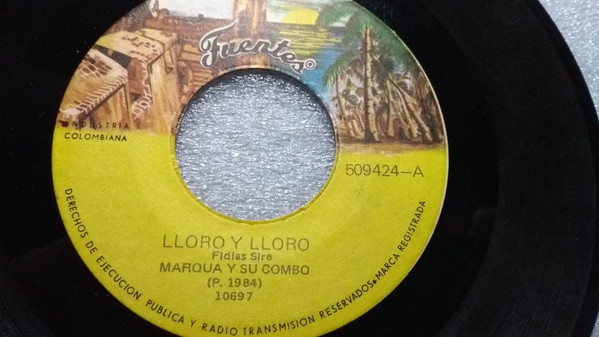 Fuentes©
INDUSTRIA
COLOMBIANA
509424-A
LLORO Y LLORO
Fidias Sire
MARQUA Y SU COMBO
(P. 1984)
10697
DERECHOS DE EJECUCION PUBLICA Y RADIO TRANSMISION RESERVADOS. MARCA REGISTRADA